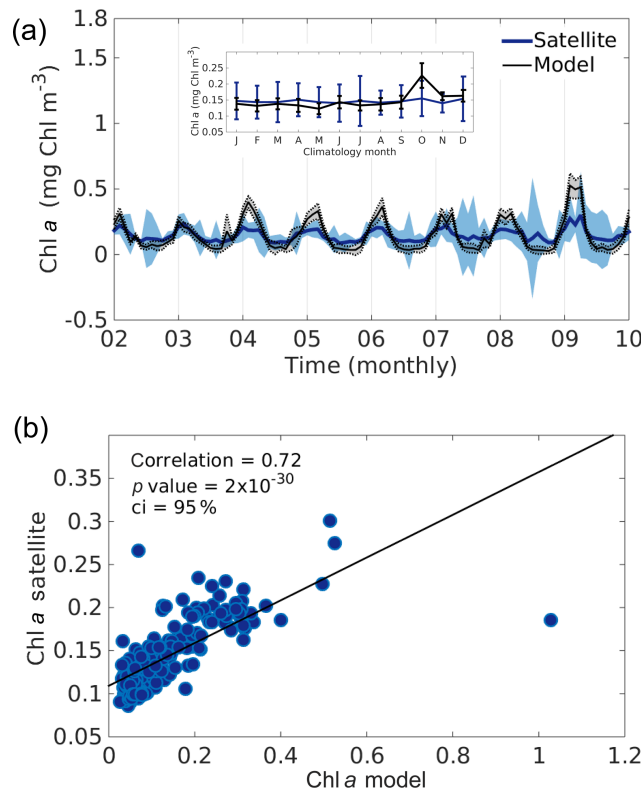 (a)
1.8
1.5
1
0.5
0
-0.5
Chl a (mg Chl m-3)
Satellite
Model
Chl a (mg Chl m-3)
0.25
0.2
0.15
0.1
0.05
J F M A M J J A S O N D
Climatology month
02 03 04 05 06 07 08 09 10
Time (monthly)
(b)
Correlation = 0.72
p value = 2x10-30
ci = 95%
Chl a satellite
0.35
0.3
0.25
0.2
0.15
0.1
0.05
0 0.2 0.4 0.6 0.8 1 1.2
Chl a model